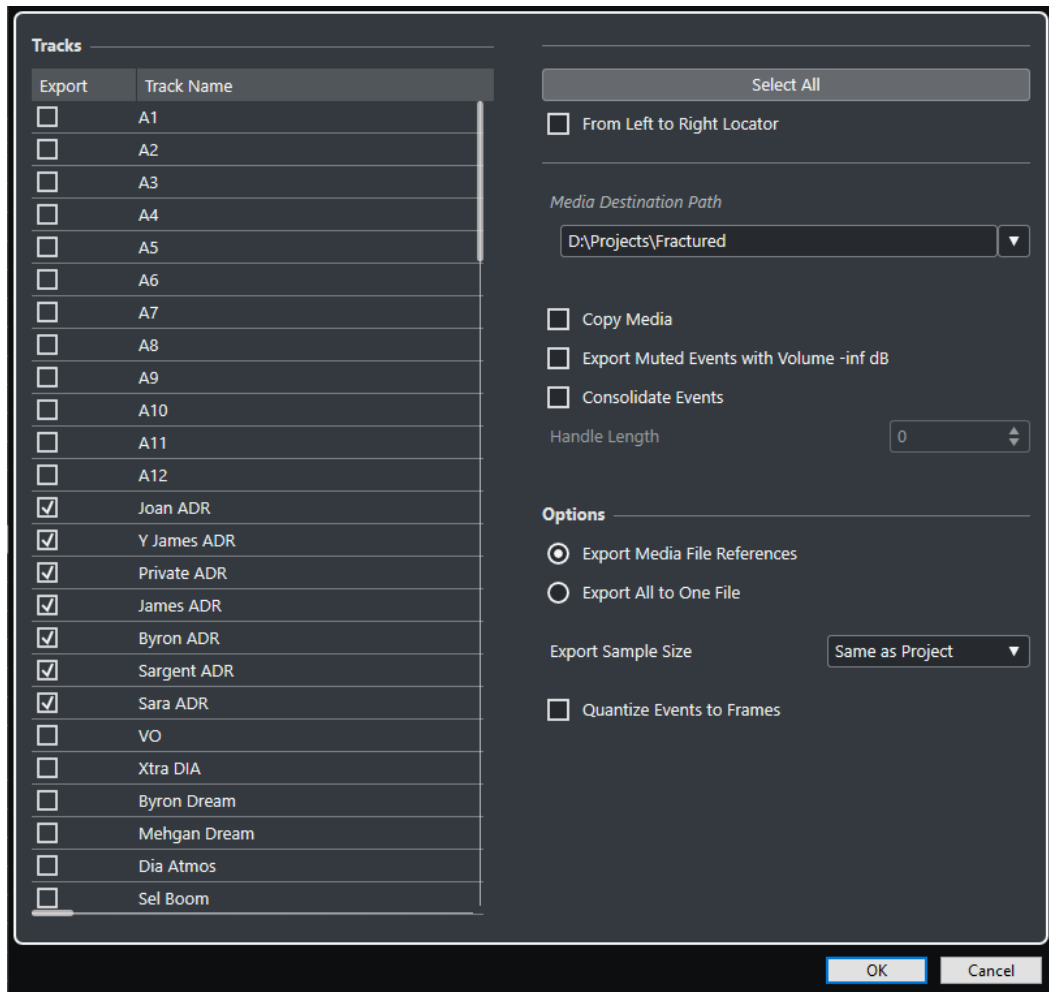 Tracks
Export Track Name
A1
A2
A3
A4
A5
A6
A7
A8
A9
A10
A11
A12
Joan ADR
Y James ADR
Private ADR
James ADR
Byron ADR
Sargent ADR
Sara ADR
VO
Xtra DIA
Byron Dream
Mehgan Dream
Dia Atmos
Sel Boom
Select All
From Left to Right Locator
Media Destination Path
D:\Projects\Fractured
Copy Media
Export Muted Events with Volume -inf dB
Consolidate Events
Handle Length 0
Options
Export Media File References
Export All to One File
Export Sample Size Same as Project
Quantize Events to Frames
OK Cancel